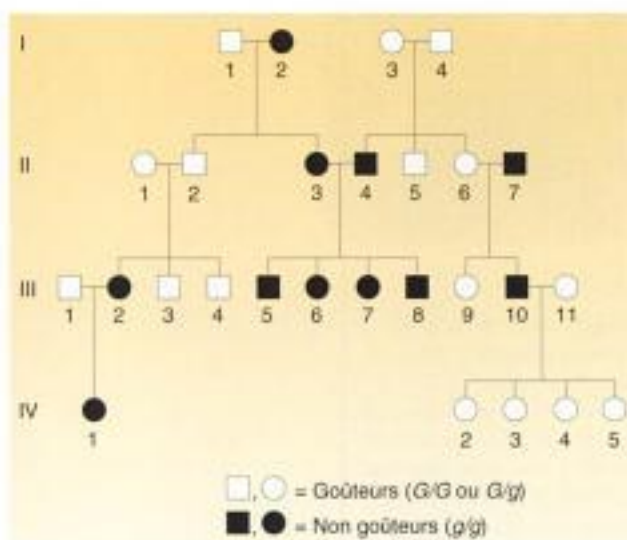 I
1 2 3 4
II
1 2 3 4 5 6 7
III
1 2 3 4 5 6 7 8 9 10 11
IV
1 2 3 4 5
= Goûteurs (G/G ou G/g)
= Non goûteurs (g/g)